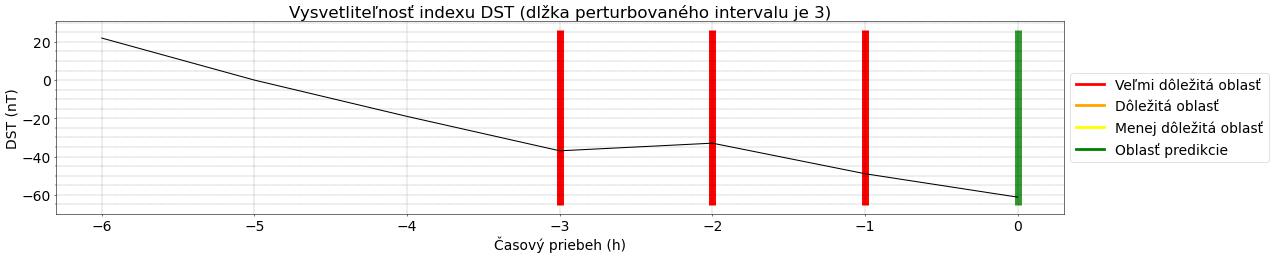 Vysvetliteľnosť indexu DST (dĺžka perturbovaného intervalu je 3)
20
0
−20
−40
−60
DST (nT)
−6 −5 −4 −3 −2 −1 0
Časový priebeh (h)
Veľmi dôležitá oblasť
Dôležitá oblasť
Menej dôležitá oblasť
Oblasť predikcie